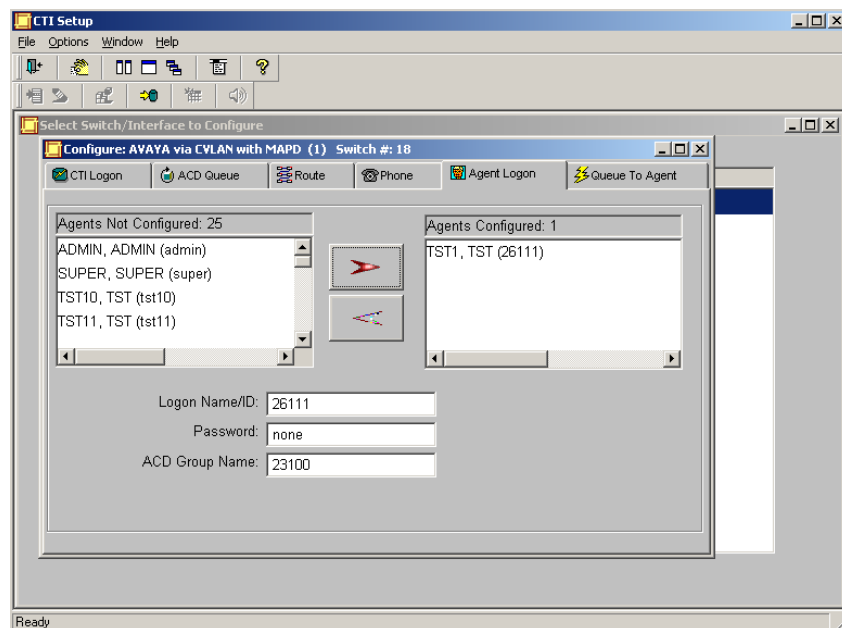 CTI Setup
File Options Window Help
Select Switch/Interface to Configure
Configure: AVAYA via CVLAN with MAPD (1) Switch #: 18
CTI Logon ACD Queue Route Phone Agent Logon Queue To Agent
Agents Not Configured: 25
ADMIN, ADMIN (admin)
SUPER, SUPER (super)
TST10, TST (tst10)
TST11, TST (tst11)
Agents Configured: 1
TST1, TST (26111)
Logon Name/ID: 26111
Password: none
ACD Group Name: 23100
Ready